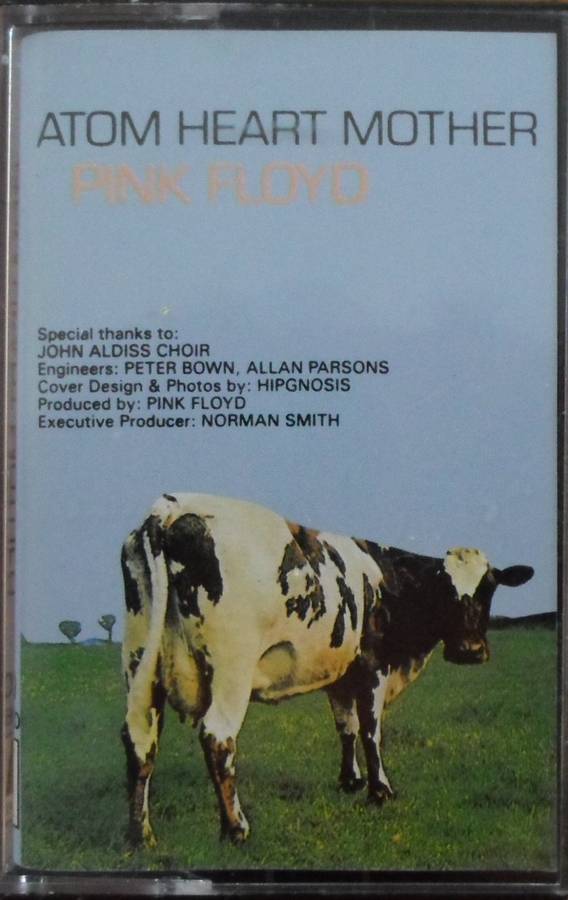 ATOM HEART MOTHER
PINK FLOYD
Special thanks to:
JOHN ALDISS CHOIR
Engineers: PETER BOWN, ALLAN PARSONS
Cover Design & Photos by: HIPGNOSIS
Produced by: PINK FLOYD
Executive Producer: NORMAN SMITH